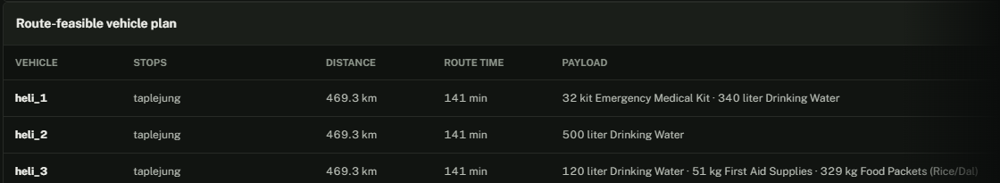 Route-feasible vehicle plan
VEHICLE STOPS DISTANCE ROUTE TIME PAYLOAD
heli_1 taplejung 469.3 km 141 min 32 kit Emergency Medical Kit · 340 liter Drinking Water
heli_2 taplejung 469.3 km 141 min 500 liter Drinking Water
heli_3 taplejung 469.3 km 141 min 120 liter Drinking Water · 51 kg First Aid Supplies · 329 kg Food Packets (Rice/Dal)